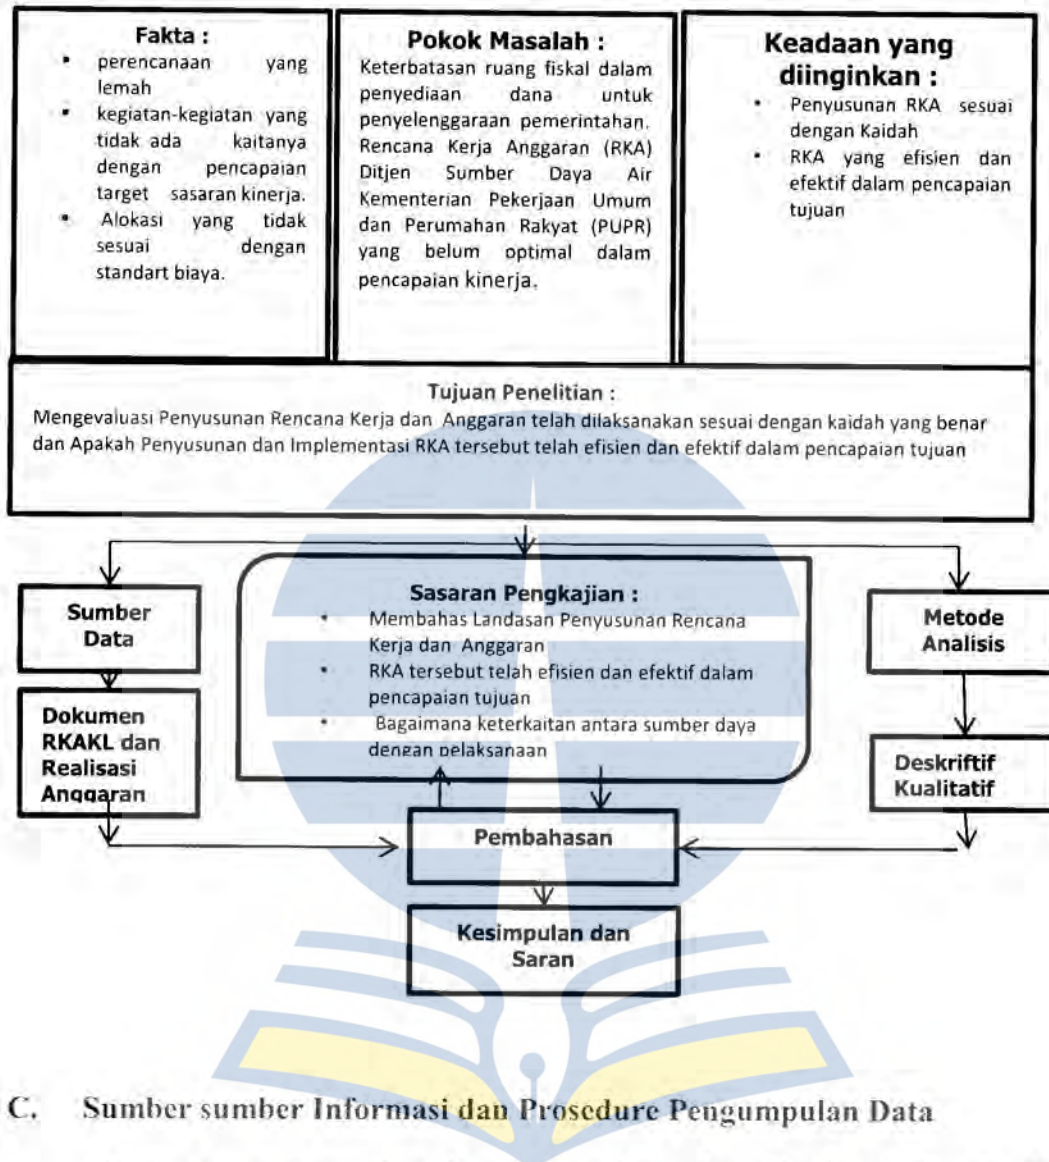 Fakta :
• perencanaan yang
lemah
• kegiatan-kegiatan yang
tidak ada kaitanya
dengan pencapaian
target sasaran kinerja.
• Alokasi yang tidak
sesuai dengan
standart biaya.
Pokok Masalah :
Keterbatasan ruang fiskal dalam
penyediaan dana untuk
penyelenggaraan pemerintahan.
Rencana Kerja Anggaran (RKA)
Ditjen Sumber Daya Air
Kementerian Pekerjaan Umum
dan Perumahan Rakyat (PUPR)
yang belum optimal dalam
pencapaian kinerja.
Keadaan yang
diinginkan :
• Penyusunan RKA sesuai
dengan Kaidah
• RKA yang efisien dan
efektif dalam pencapaian
tujuan
Tujuan Penelitian :
Mengevaluasi Penyusunan Rencana Kerja dan Anggaran telah dilaksanakan sesuai dengan kaidah yang benar
dan Apakah Penyusunan dan Implementasi RKA tersebut telah efisien dan efektif dalam pencapaian tujuan
Sumber
Data
Dokumen
RKAKL dan
Realisasi
Anggaran
Sasaran Pengkajian :
• Membahas Landasan Penyusunan Rencana
Kerja dan Anggaran
• RKA tersebut telah efisien dan efektif dalam
pencapaian tujuan
• Bagaimana keterkaitan antara sumber daya
dengan pelaksanaan
Metode
Analisis
Deskriftif
Kualitatif
Pembahasan
Kesimpulan dan
Saran
C. Sumber sumber Informasi dan Prosedure Pengumpulan Data